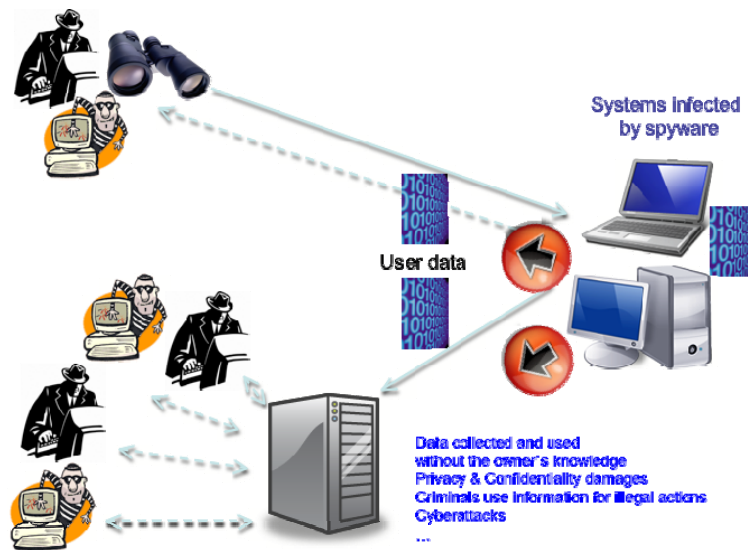 Systems infected
by spyware
User data
Data collected and used
without the owner's knowledge
Privacy & Confidentiality damages
Criminals use information for illegal actions
Cyberattacks
...